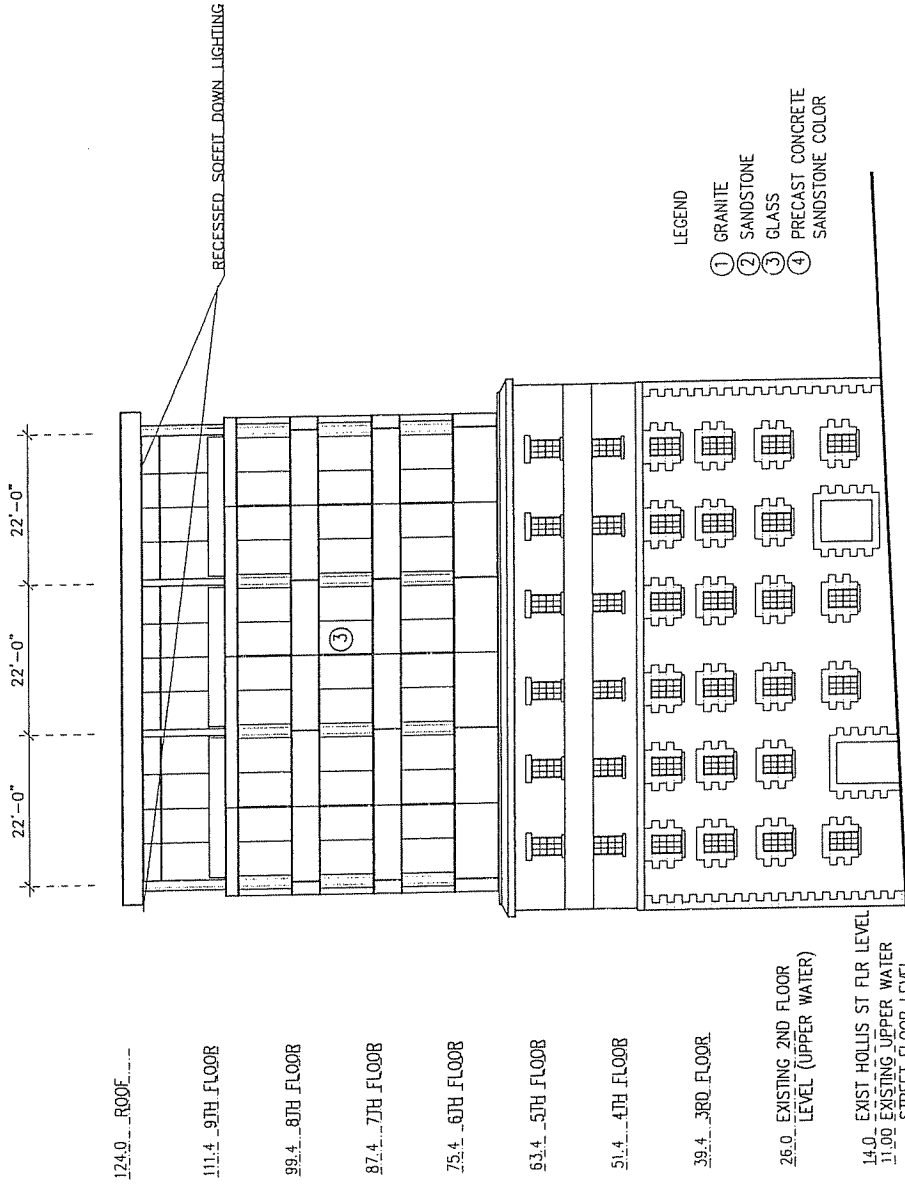 22'-0"
22'-0"
22'-0"
RECESSED SOFFIT DOWN LIGHTING
124.0 ROOF
111.4 9TH FLOOR
99.4 8TH FLOOR
87.4 7TH FLOOR
75.4 6TH FLOOR
63.4 5TH FLOOR
51.4 4TH FLOOR
39.4 3RD FLOOR
26.0 EXISTING 2ND FLOOR
LEVEL (UPPER WATER)
14.0 EXIST HOLLIS ST FLR LEVEL
11.00 EXISTING UPPER WATER
STREET FLOOR LEVEL
3
LEGEND
1 GRANITE
2 SANDSTONE
3 GLASS
4 PRECAST CONCRETE
SANDSTONE COLOR